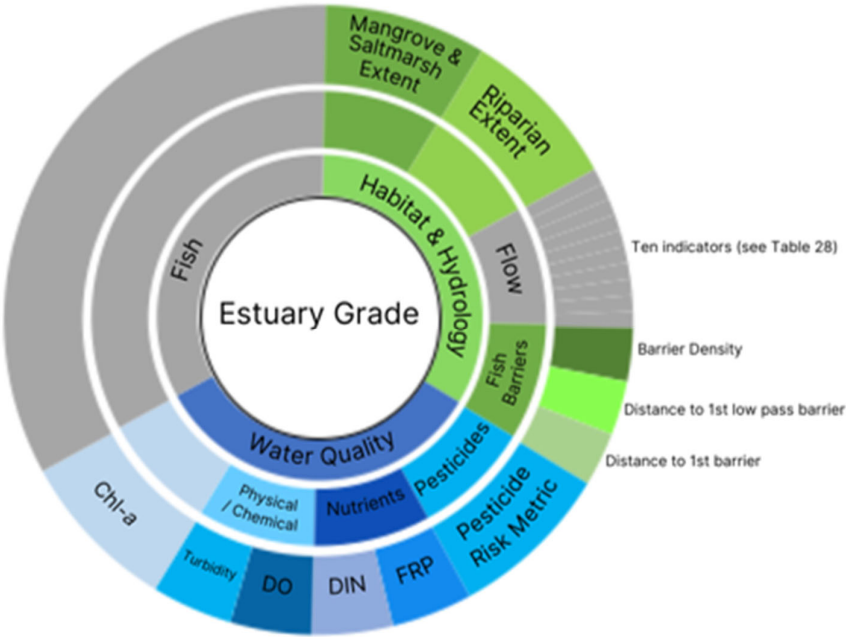 Mangrove &
Saltmarsh
Extent
Riparian
Extent
Habitat & Hydrology
Fish
Flow
Ten indicators (see Table 28)
Estuary Grade
Barrier Density
Fish
Barriers
Distance to 1st low pass barrier
Distance to 1st barrier
Water Quality
Pesticides
Pesticide
Risk Metric
Chl-a
Physical
/ Chemical
Nutrients
Turbidity
DO
DIN
FRP